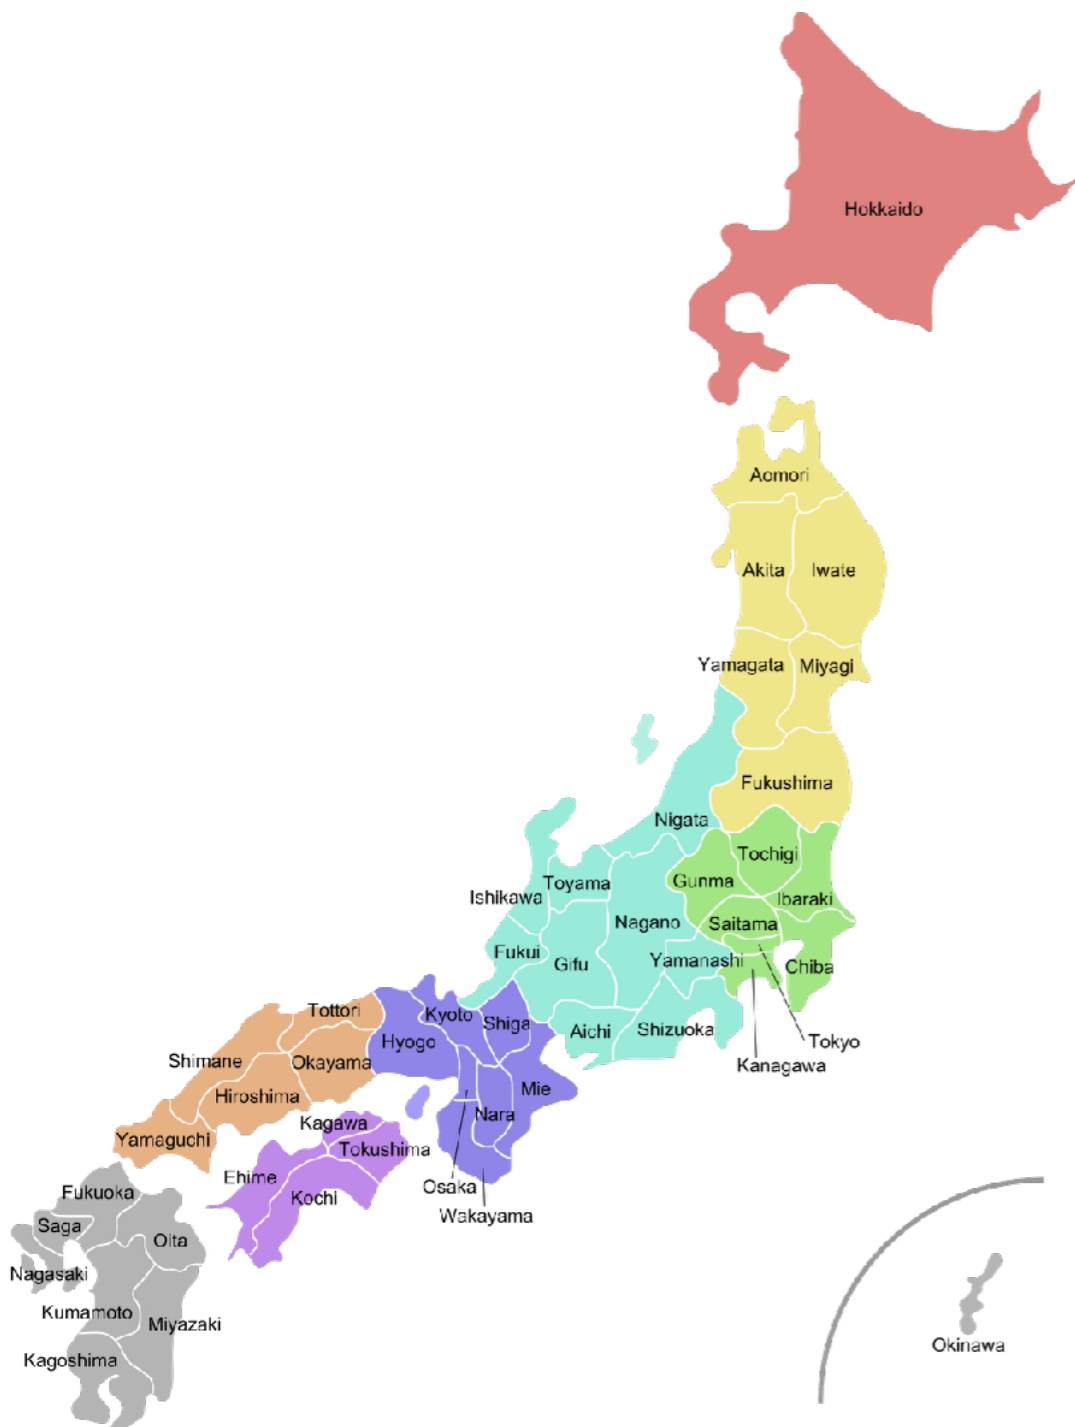 Hokkaido
Aomori
Akita
Iwate
Yamagata
Miyagi
Fukushima
Nigata
Tochigi
Gunma
Ibaraki
Toyama
Ishikawa
Nagano
Saitama
Fukui
Gifu
Yamanashi
Chiba
Tottori
Kyoto
Shiga
Aichi
Shizuoka
Tokyo
Hyogo
Shimane
Okayama
Kanagawa
Mie
Hiroshima
Nara
Kagawa
Yamaguchi
Tokushima
Ehime
Osaka
Kochi
Fukuoka
Wakayama
Saga
Oita
Nagasaki
Kumamoto
Miyazaki
Okinawa
Kagoshima